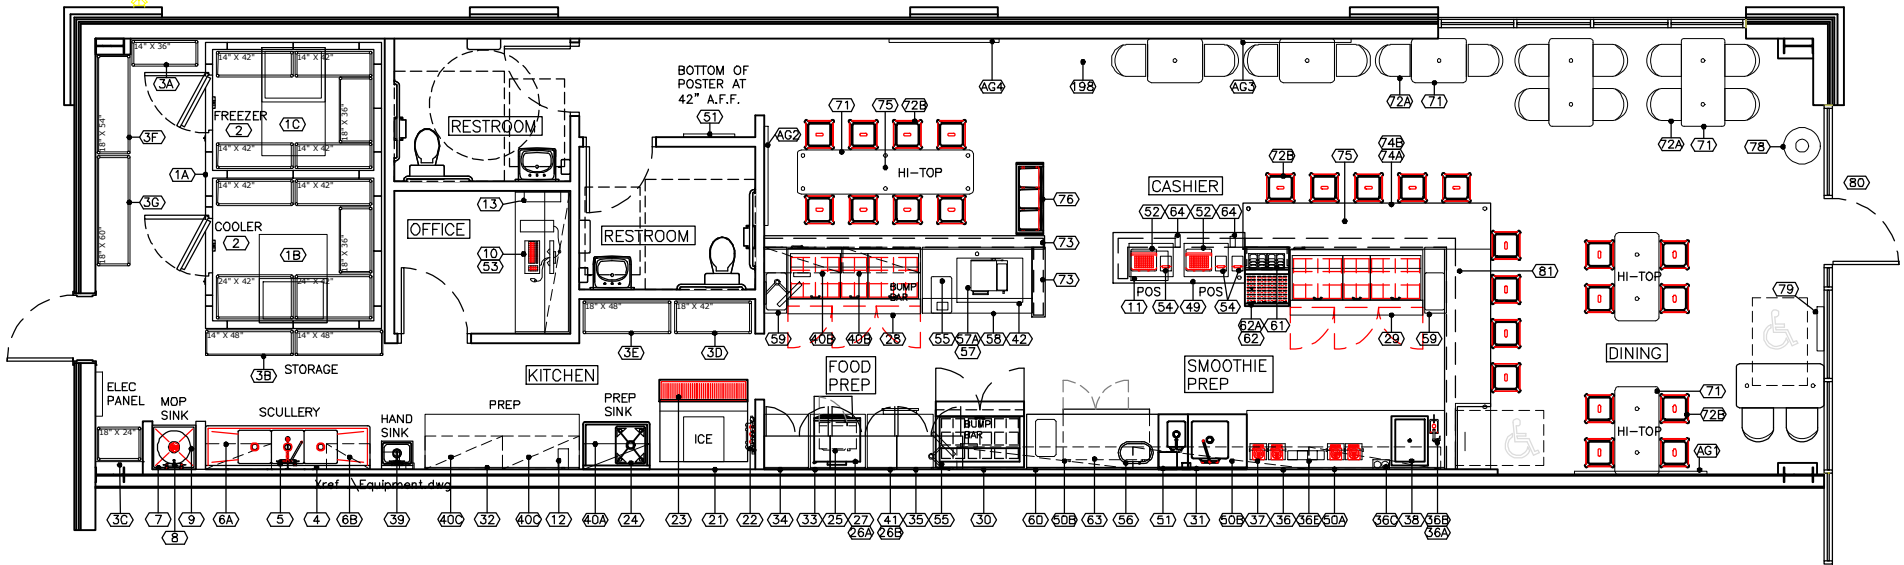 14" X 36"
3A
14" X 42"
14" X 42"
18" X 54"
3F
FREEZER
2
1C
18" X 36"
14" X 42"
14" X 42"
1A
3G
18" X 60"
14" X 42"
14" X 42"
COOLER
2
1B
18" X 36"
24" X 42"
24" X 42"
14" X 48"
14" X 48"
3B
STORAGE
RESTROOM
BOTTOM OF
POSTER AT
42" A.F.F.
51
AG2
71
75
72B
HI-TOP
76
73
73
AG4
198
AG3
72A
71
72A
71
78
80
OFFICE
13
10
53
RESTROOM
18" X 48"
18" X 42"
3E
3D
CASHIER
52
64
52
64
POS
POS
11
54
49
54
62A
61
62
72B
75
74B
74A
81
29
59
59
40B
40B
BUMP
BAR
28
55
57A
57
58
42
HI-TOP
79
DINING
71
72B
HI-TOP
AG1
ELEC
PANEL
MOP
SINK
SCULLERY
HAND
SINK
PREP
KITCHEN
PREP
SINK
ICE
FOOD
PREP
BUMP
BAR
SMOOTHIE
PREP
18" X 24"
Xref .\Equipment.dwg
3C
7
8
9
6A
5
4
6B
39
40C
32
40C
12
40A
24
23
21
22
34
33
25
27
26A
41
26B
35
55
30
60
50B
63
56
51
31
50B
37
36
36E
50A
36C
38
36B
36A